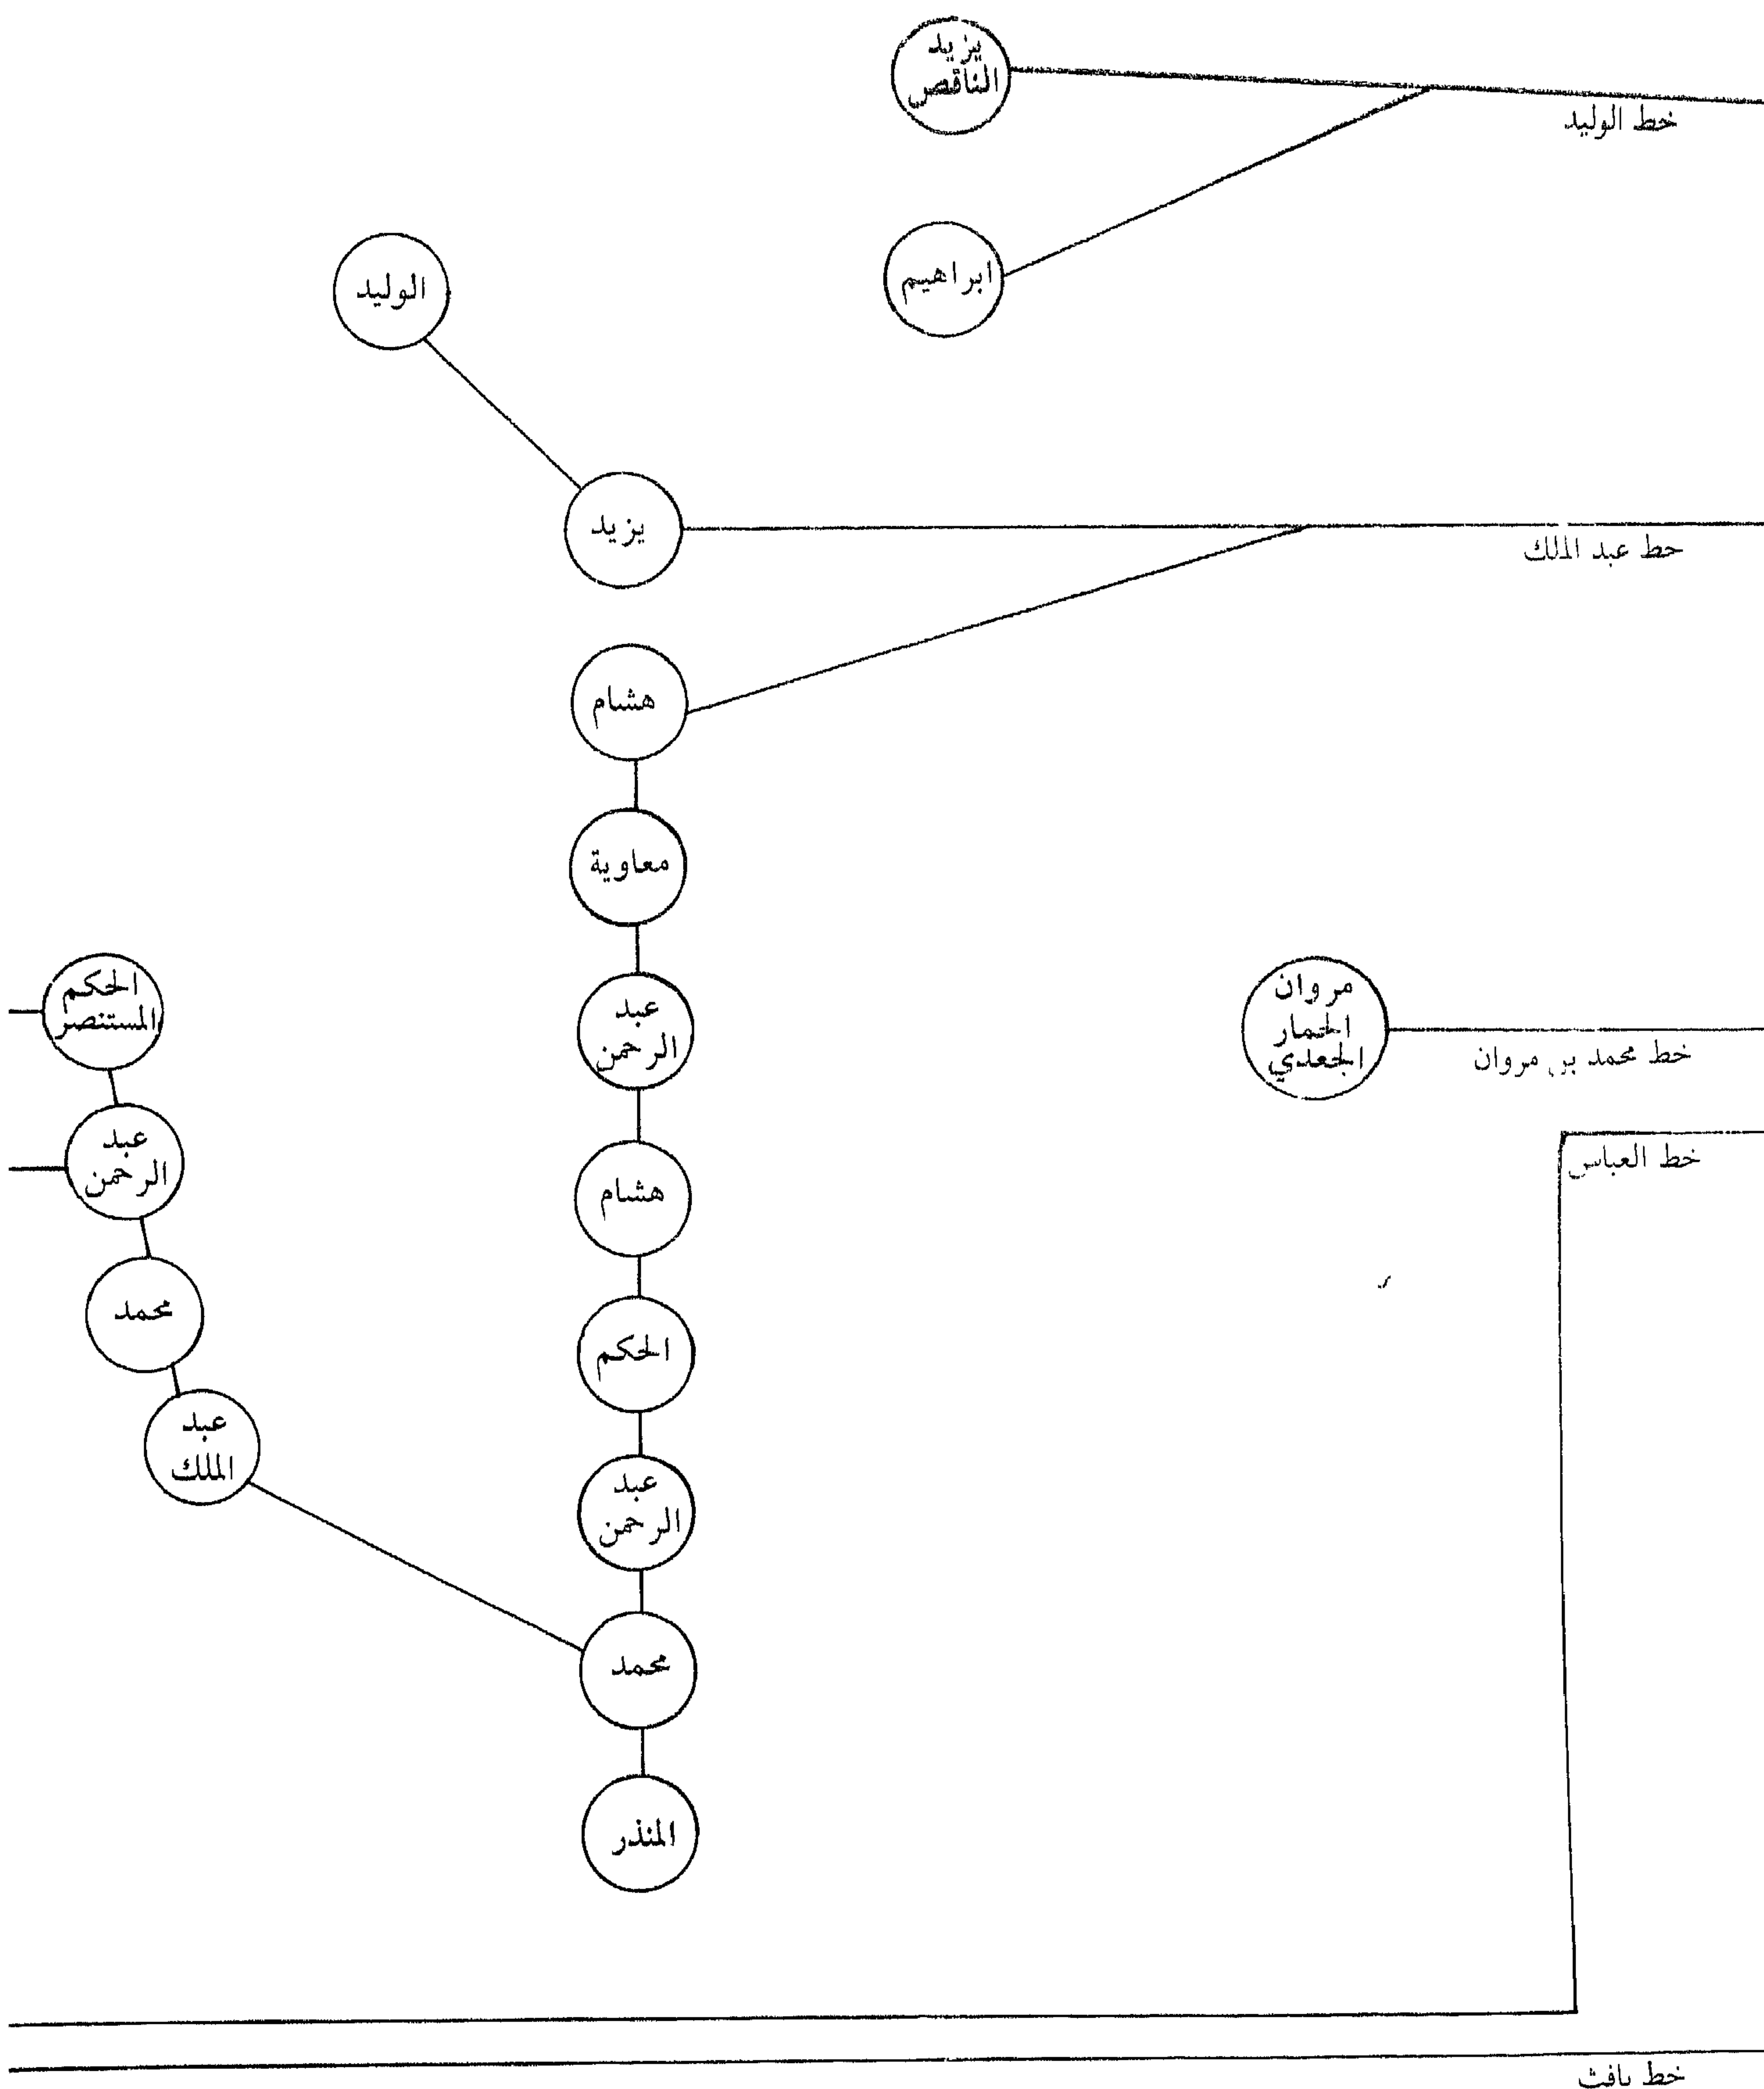 يزيد
الناقص
خط الوليد
ابراهيم
الوليد
يزيد
خط عبد الملك
هشام
معاوية
عبد
الرحمن
هشام
الحكم
عبد
الرحمن
محمد
المنذر
مروان
الحمار
الجعدي
خط محمد بن مروان
خط العباس
الحكم
المستنصر
عبد
الرحمن
محمد
عبد
الملك
خط يافث